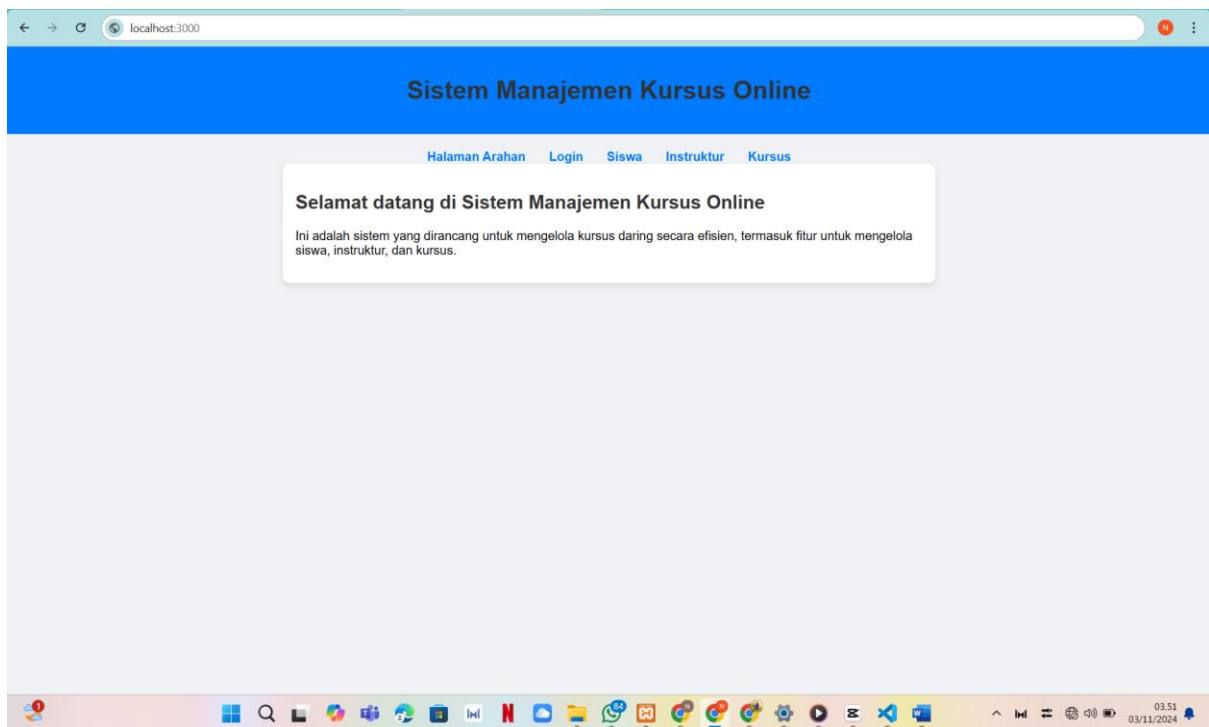 localhost:3000
N
Sistem Manajemen Kursus Online
Halaman Arahan Login Siswa Instruktur Kursus
Selamat datang di Sistem Manajemen Kursus Online
Ini adalah sistem yang dirancang untuk mengelola kursus daring secara efisien, termasuk fitur untuk mengelola
siswa, instruktur, dan kursus.
1
84
03.51
03/11/2024